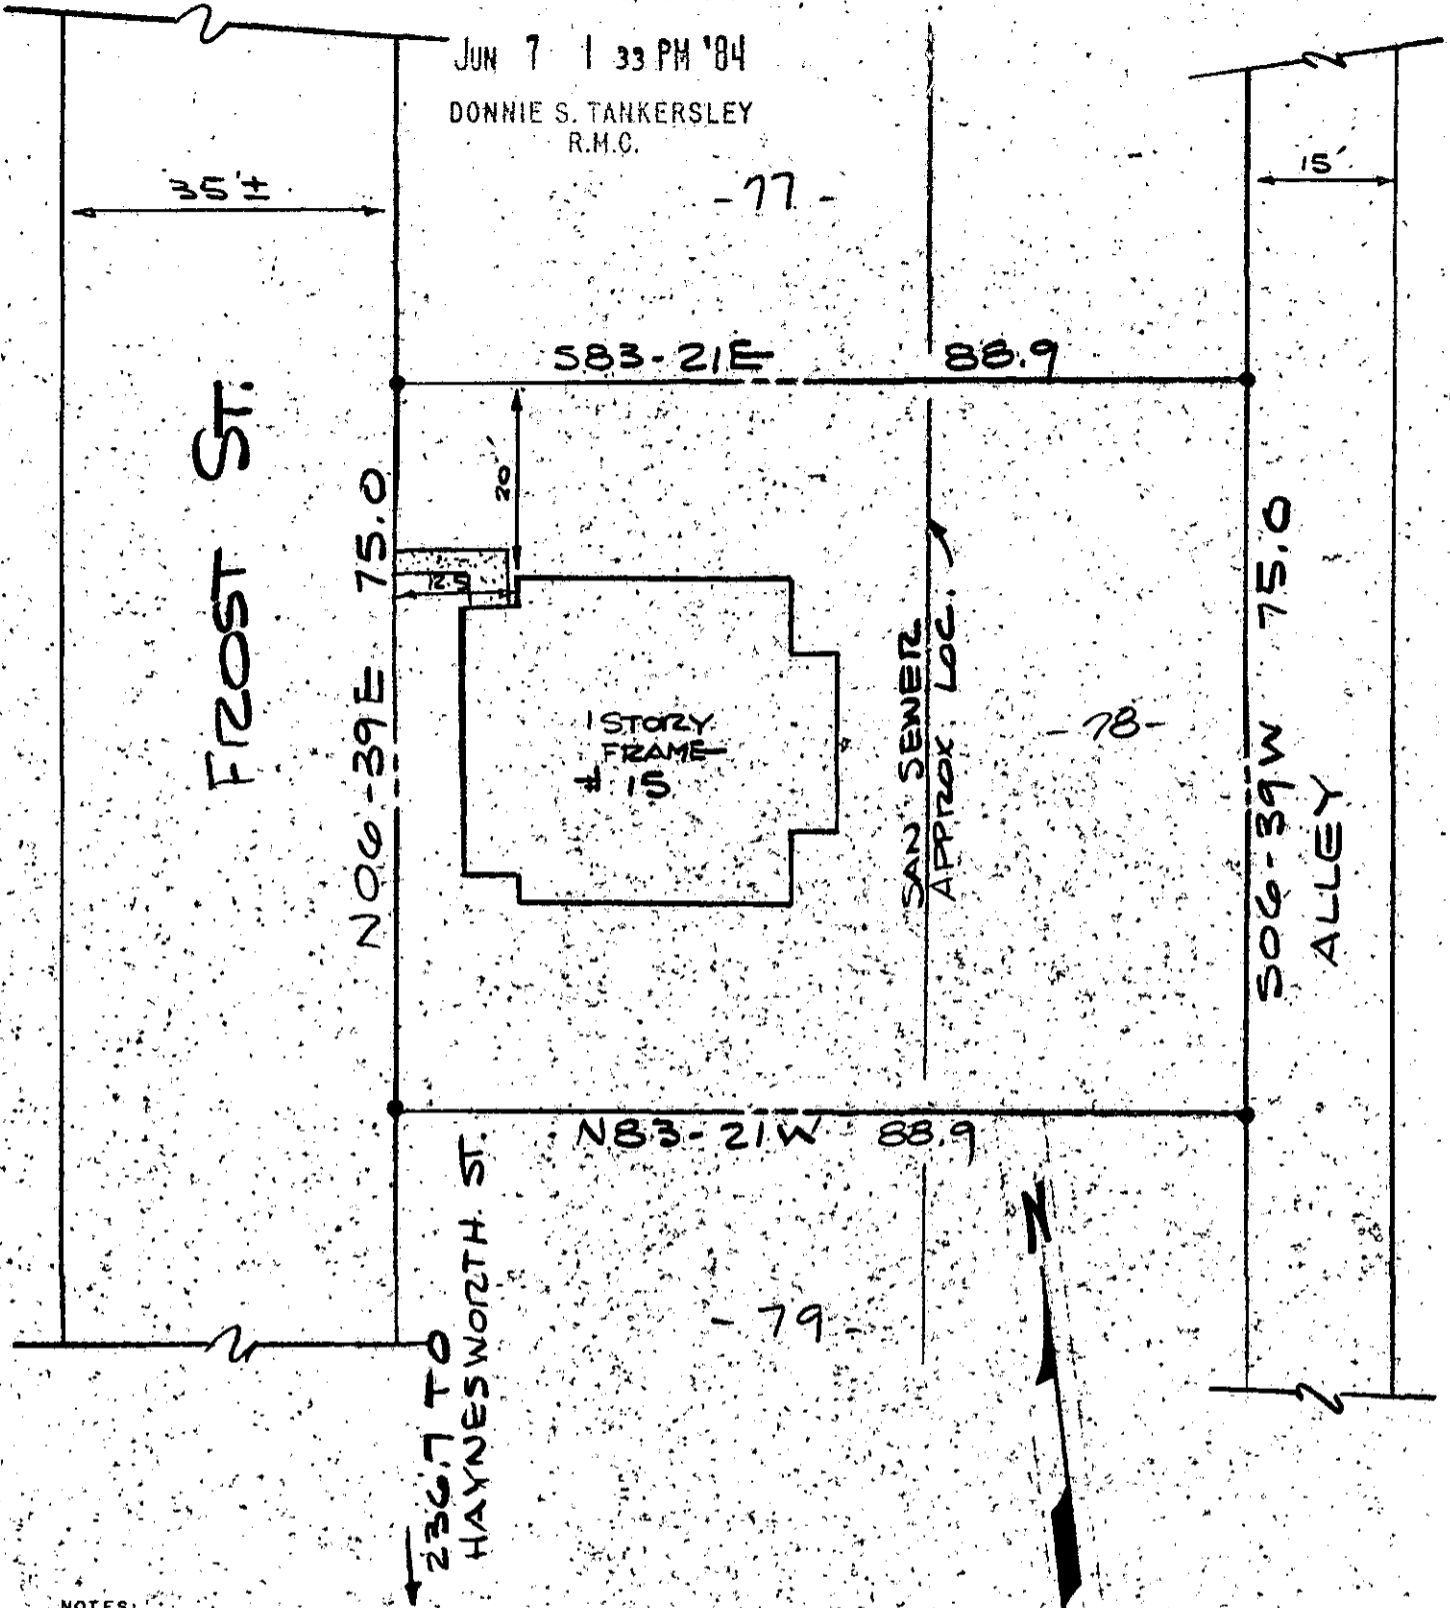 JUN 7 1 33 PM '84
DONNIE S. TANKERSLEY
R.M.C.
35'±
- 77 -
15'
S83-21E 88.9
FROST ST.
N06-39E 75.0
20'
12.5
1 STORY
FRAME
# 15
SAN SEWER
APPROX. LOC.
- 78 -
S06-39W 75.0
ALLEY
N83-21W 88.9
N
- 79 -
236.7 TO
HAYNESWORTH ST.
NOTES: